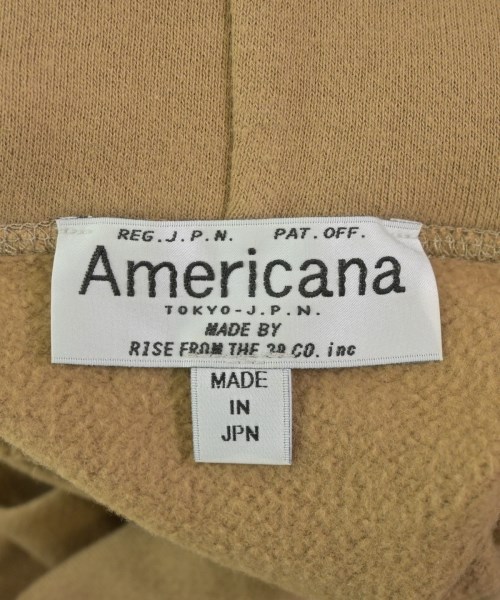 REG.J.P.N. PAT.OFF.
Americana
TOKYO-J.P.N.
MADE BY
RISE FROM THE CO. inc
MADE
IN
JPN